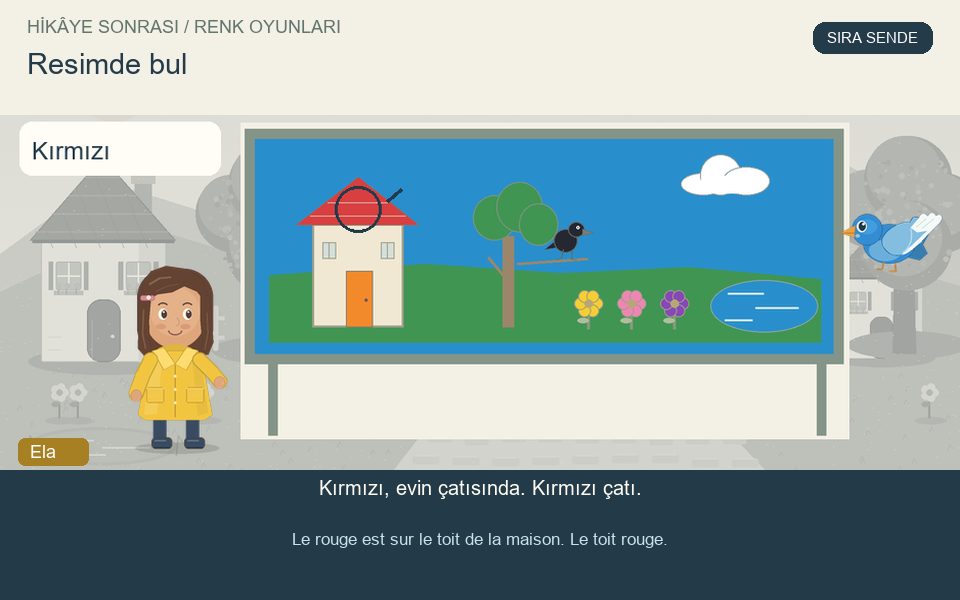 HİKÂYE SONRASI / RENK OYUNLARI
Resimde bul
SIRA SENDE
Kırmızı
Ela
Kırmızı, evin çatısında. Kırmızı çatı.
Le rouge est sur le toit de la maison. Le toit rouge.